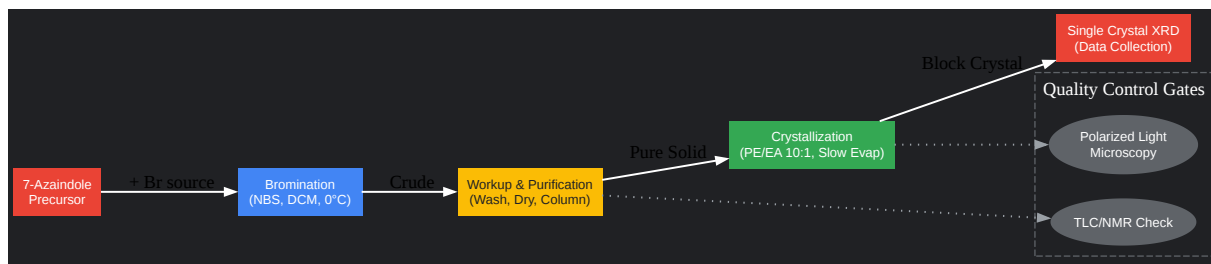 7-Azaindole
Precursor
+ Br source
Bromination
(NBS, DCM, 0°C)
Crude
Workup & Purification
(Wash, Dry, Column)
Pure Solid
Crystallization
(PE/EA 10:1, Slow Evap)
Block Crystal
Single Crystal XRD
(Data Collection)
Quality Control Gates
Polarized Light
Microscopy
TLC/NMR Check